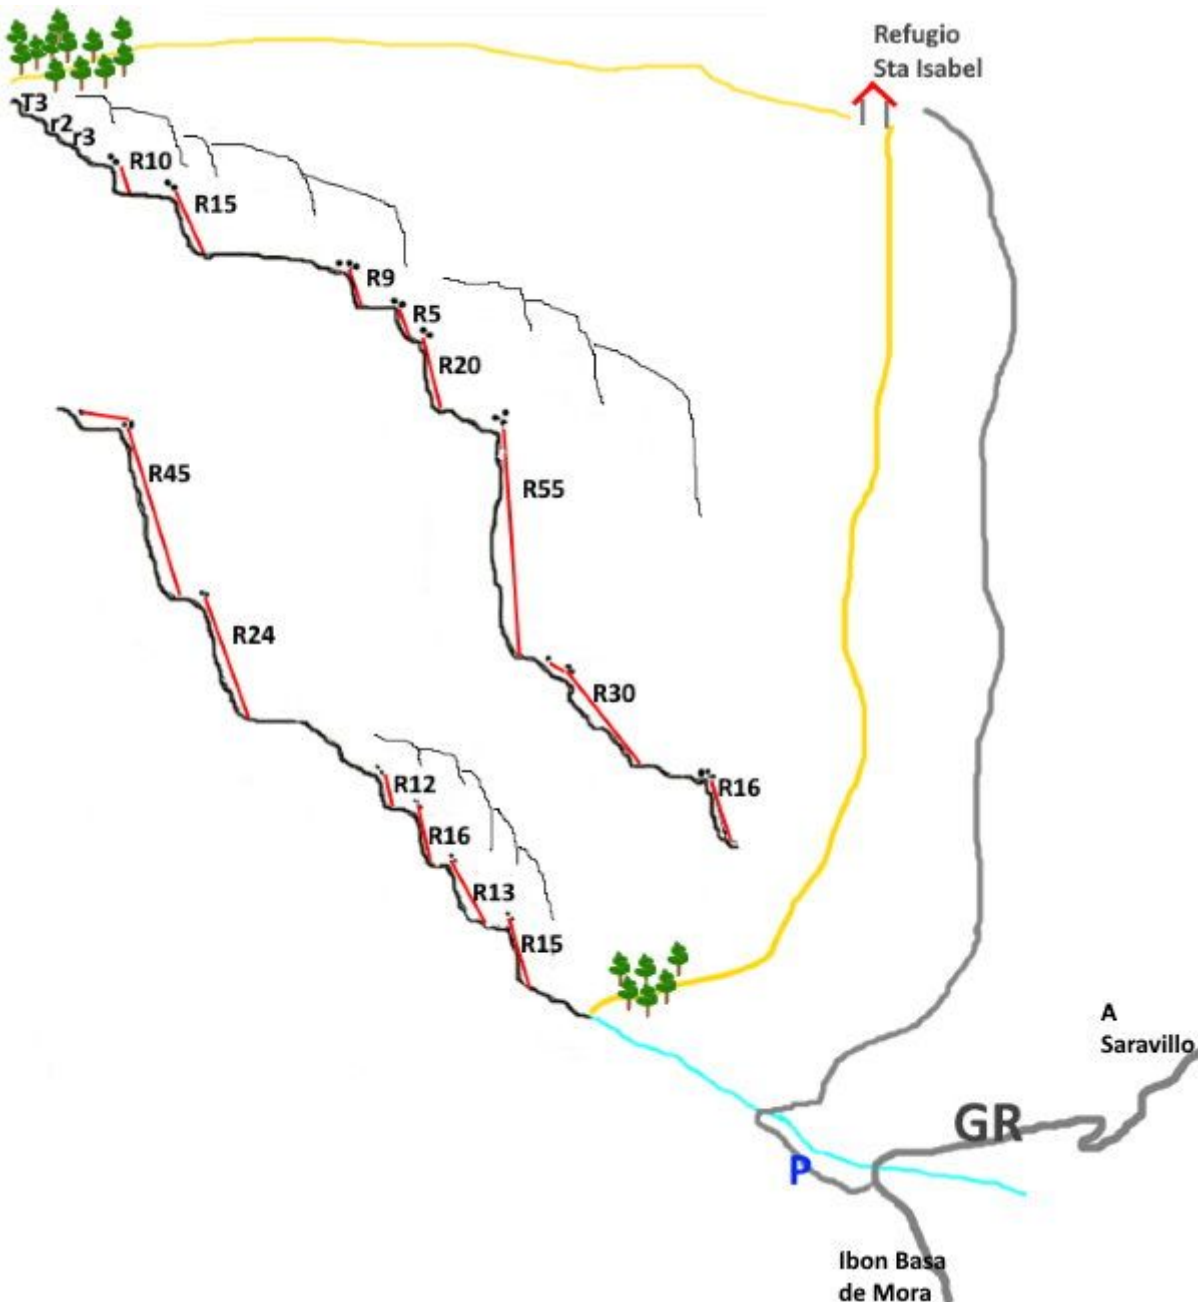 Refugio
Sta Isabel
T3
r2
r3
R10
R15
R9
R5
R20
R55
R30
R16
R45
R24
R12
R16
R13
R15
A
Saravillo
GR
P
Ibon Basa
de Mora